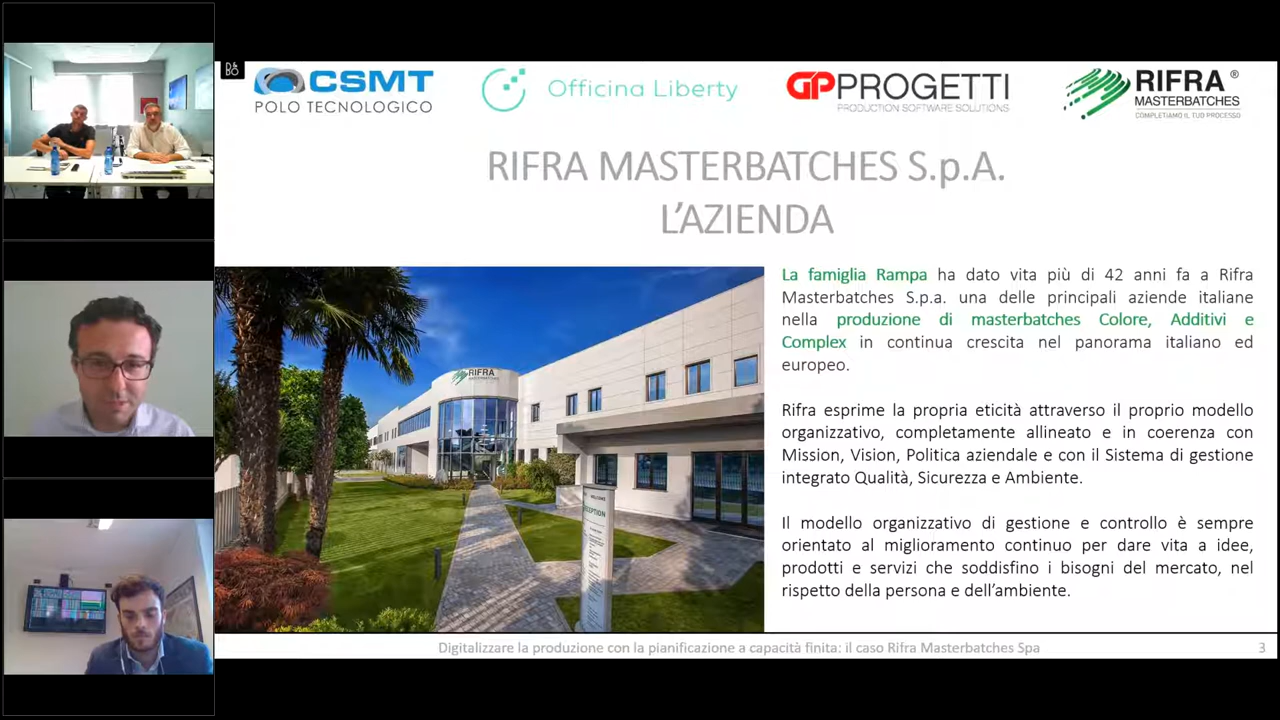 D&
BO
CSMT
POLO TECNOLOGICO
Officina Liberty
GPPROGETTI
PRODUCTION SOFTWARE SOLUTIONS
RIFRA ®
MASTERBATCHES
COMPLETIAMO IL TUO PROCESSO
RIFRA MASTERBATCHES S.p.A.
L'AZIENDA
RIFRA
MASTERBATCHES
WELCOME
RECEPTION
La famiglia Rampa ha dato vita più di 42 anni fa a Rifra
Masterbatches S.p.a. una delle principali aziende italiane
nella produzione di masterbatches Colore, Additivi e
Complex in continua crescita nel panorama italiano ed
europeo.
Rifra esprime la propria eticità attraverso il proprio modello
organizzativo, completamente allineato e in coerenza con
Mission, Vision, Politica aziendale e con il Sistema di gestione
integrato Qualità, Sicurezza e Ambiente.
Il modello organizzativo di gestione e controllo è sempre
orientato al miglioramento continuo per dare vita a idee,
prodotti e servizi che soddisfino i bisogni del mercato, nel
rispetto della persona e dell'ambiente.
Digitalizzare la produzione con la pianificazione a capacità finita: il caso Rifra Masterbatches Spa
3